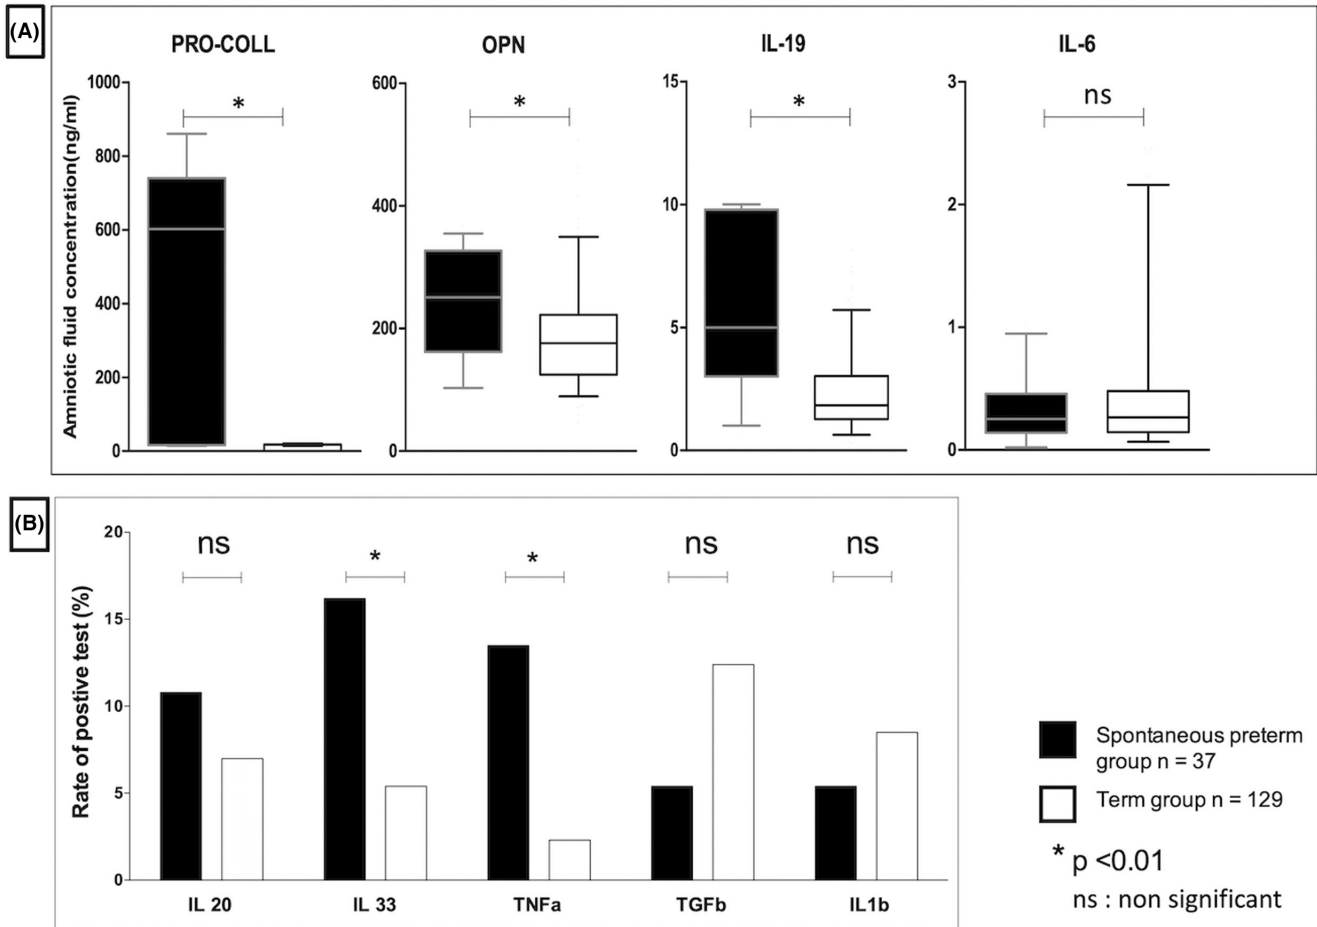 (A)
PRO-COLL
OPN
IL-19
IL-6
Amniotic fluid concentration(ng/ml)
1000
800
600
400
200
0
*
600
400
200
0
*
15
10
5
0
*
3
2
1
0
ns
(B)
Rate of postive test (%)
20
15
10
5
0
ns
*
*
ns
ns
IL 20
IL 33
TNFa
TGFb
IL1b
Spontaneous preterm
group n = 37
Term group n = 129
* p <0.01
ns : non significant